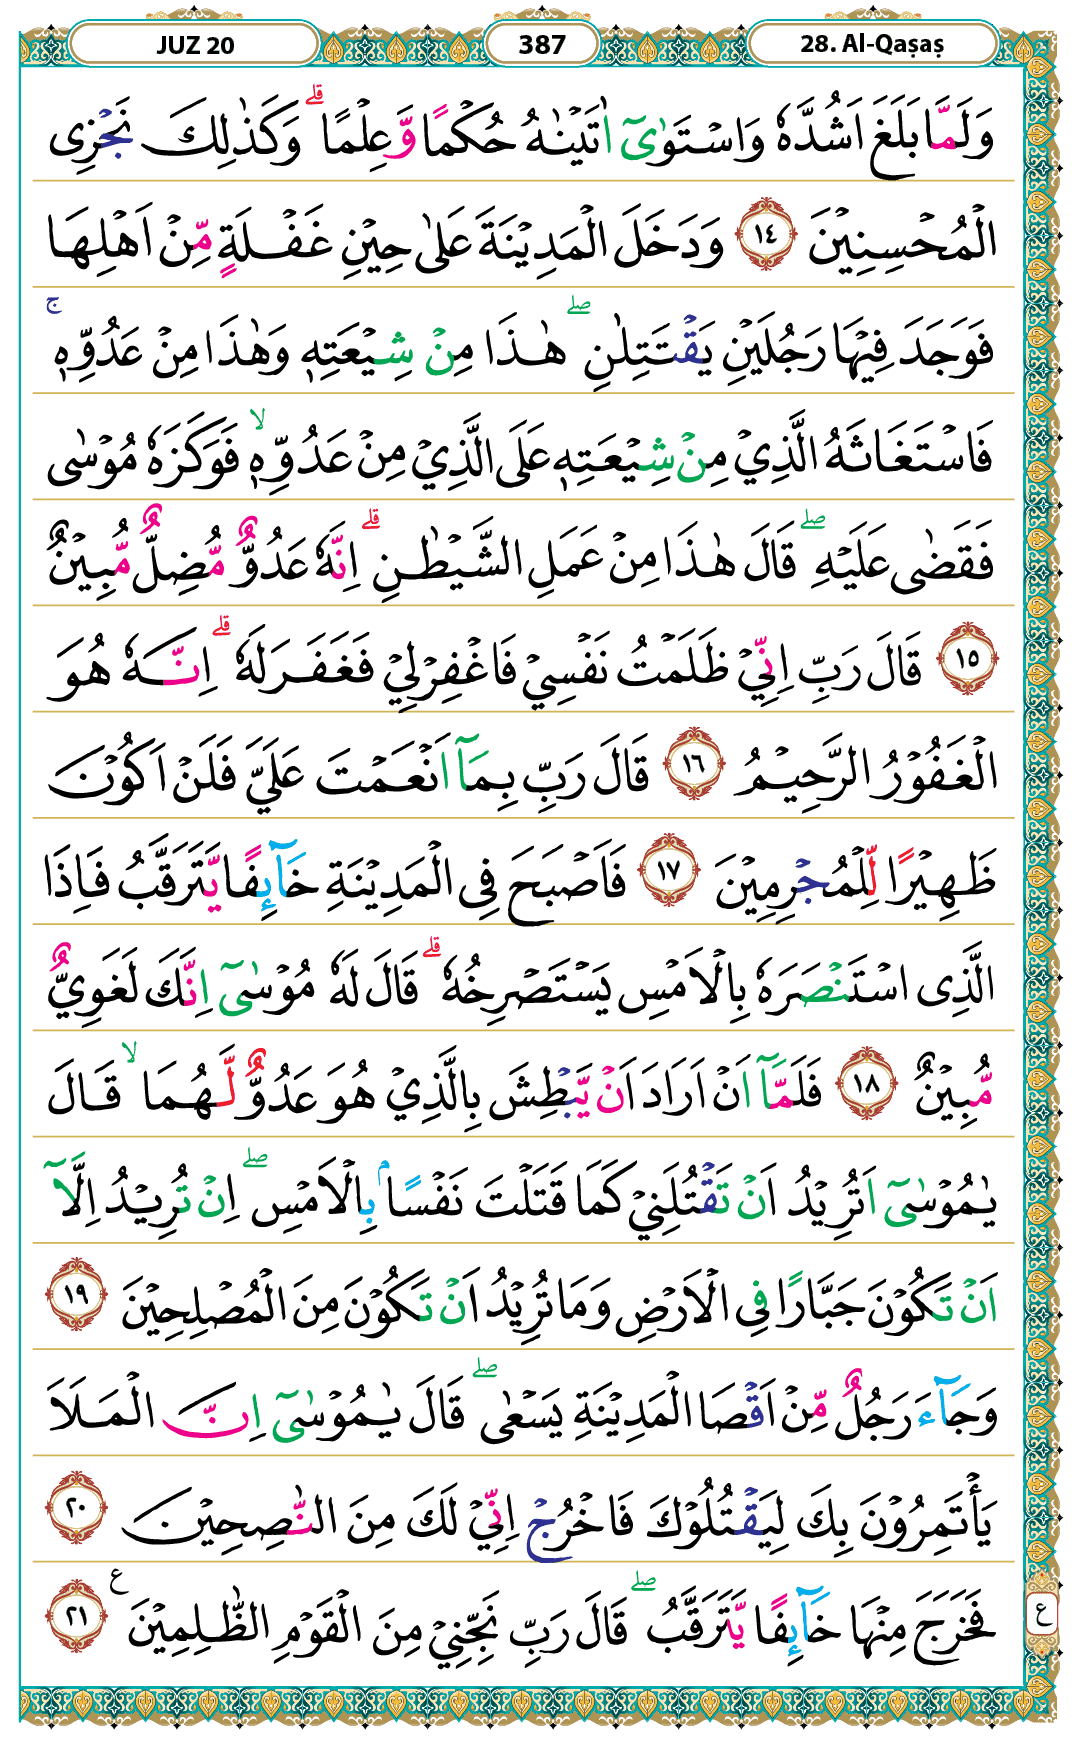 JUZ 20
387
28. Al-Qaṣaṣ
وَلَمَّا بَلَغَ اَشُدَّهٗ وَاسْتَوٰىٓ اٰتَيْنٰهُ حُكْمًا وَّعِلْمًا ۗ وَكَذٰلِكَ نَجْزِى
الْمُحْسِنِيْنَ ١٤ وَدَخَلَ الْمَدِيْنَةَ عَلٰى حِيْنِ غَفْلَةٍ مِّنْ اَهْلِهَا
فَوَجَدَ فِيْهَا رَجُلَيْنِ يَقْتَتِلٰنِ ۖ هٰذَا مِنْ شِيْعَتِهٖ وَهٰذَا مِنْ عَدُوِّهٖ ۚ
فَاسْتَغَاثَهُ الَّذِيْ مِنْ شِيْعَتِهٖ عَلَى الَّذِيْ مِنْ عَدُوِّهٖ ۙ فَوَكَزَهٗ مُوْسٰى
فَقَضٰى عَلَيْهِ ۖ قَالَ هٰذَا مِنْ عَمَلِ الشَّيْطٰنِ ۗ اِنَّهٗ عَدُوٌّ مُّضِلٌّ مُّبِيْنٌ
١٥ قَالَ رَبِّ اِنِّيْ ظَلَمْتُ نَفْسِيْ فَاغْفِرْلِيْ فَغَفَرَ لَهٗ ۗ اِنَّهٗ هُوَ
الْغَفُوْرُ الرَّحِيْمُ ١٦ قَالَ رَبِّ بِمَآ اَنْعَمْتَ عَلَيَّ فَلَنْ اَكُوْنَ
ظَهِيْرًا لِّلْمُجْرِمِيْنَ ١٧ فَاَصْبَحَ فِى الْمَدِيْنَةِ خَآىِٕفًا يَّتَرَقَّبُ فَاِذَا
الَّذِى اسْتَنْصَرَهٗ بِالْاَمْسِ يَسْتَصْرِخُهٗ ۗ قَالَ لَهٗ مُوْسٰىٓ اِنَّكَ لَغَوِيٌّ
مُّبِيْنٌ ١٨ فَلَمَّآ اَنْ اَرَادَ اَنْ يَّبْطِشَ بِالَّذِيْ هُوَ عَدُوٌّ لَّهُمَا ۙ قَالَ
يٰمُوْسٰىٓ اَتُرِيْدُ اَنْ تَقْتُلَنِيْ كَمَا قَتَلْتَ نَفْسًاۢ بِالْاَمْسِ ۖ اِنْ تُرِيْدُ اِلَّآ
اَنْ تَكُوْنَ جَبَّارًا فِى الْاَرْضِ وَمَا تُرِيْدُ اَنْ تَكُوْنَ مِنَ الْمُصْلِحِيْنَ ١٩
وَجَآءَ رَجُلٌ مِّنْ اَقْصَا الْمَدِيْنَةِ يَسْعٰى ۖ قَالَ يٰمُوْسٰىٓ اِنَّ الْمَلَاَ
يَأْتَمِرُوْنَ بِكَ لِيَقْتُلُوْكَ فَاخْرُجْ اِنِّيْ لَكَ مِنَ النّٰصِحِيْنَ ٢٠
فَخَرَجَ مِنْهَا خَآىِٕفًا يَّتَرَقَّبُ ۖ قَالَ رَبِّ نَجِّنِيْ مِنَ الْقَوْمِ الظّٰلِمِيْنَ ع ٢١
ع